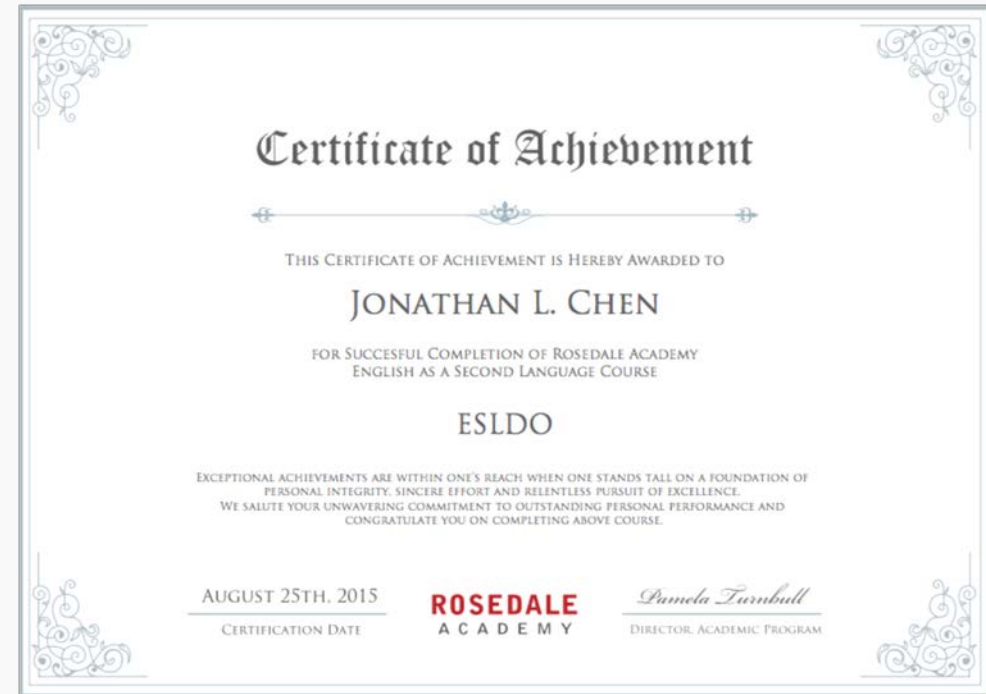 Certificate of Achievement
THIS CERTIFICATE OF ACHIEVEMENT IS HEREBY AWARDED TO
JONATHAN L. CHEN
FOR SUCCESFUL COMPLETION OF ROSEDALE ACADEMY
ENGLISH AS A SECOND LANGUAGE COURSE
ESLDO
EXCEPTIONAL ACHIEVEMENTS ARE WITHIN ONE'S REACH WHEN ONE STANDS TALL ON A FOUNDATION OF
PERSONAL INTEGRITY, SINCERE EFFORT AND RELENTLESS PURSUIT OF EXCELLENCE.
WE SALUTE YOUR UNWAVERING COMMITMENT TO OUTSTANDING PERSONAL PERFORMANCE AND
CONGRATULATE YOU ON COMPLETING ABOVE COURSE.
AUGUST 25TH, 2015
CERTIFICATION DATE
ROSEDALE
ACADEMY
Pamela Turnbull
DIRECTOR, ACADEMIC PROGRAM